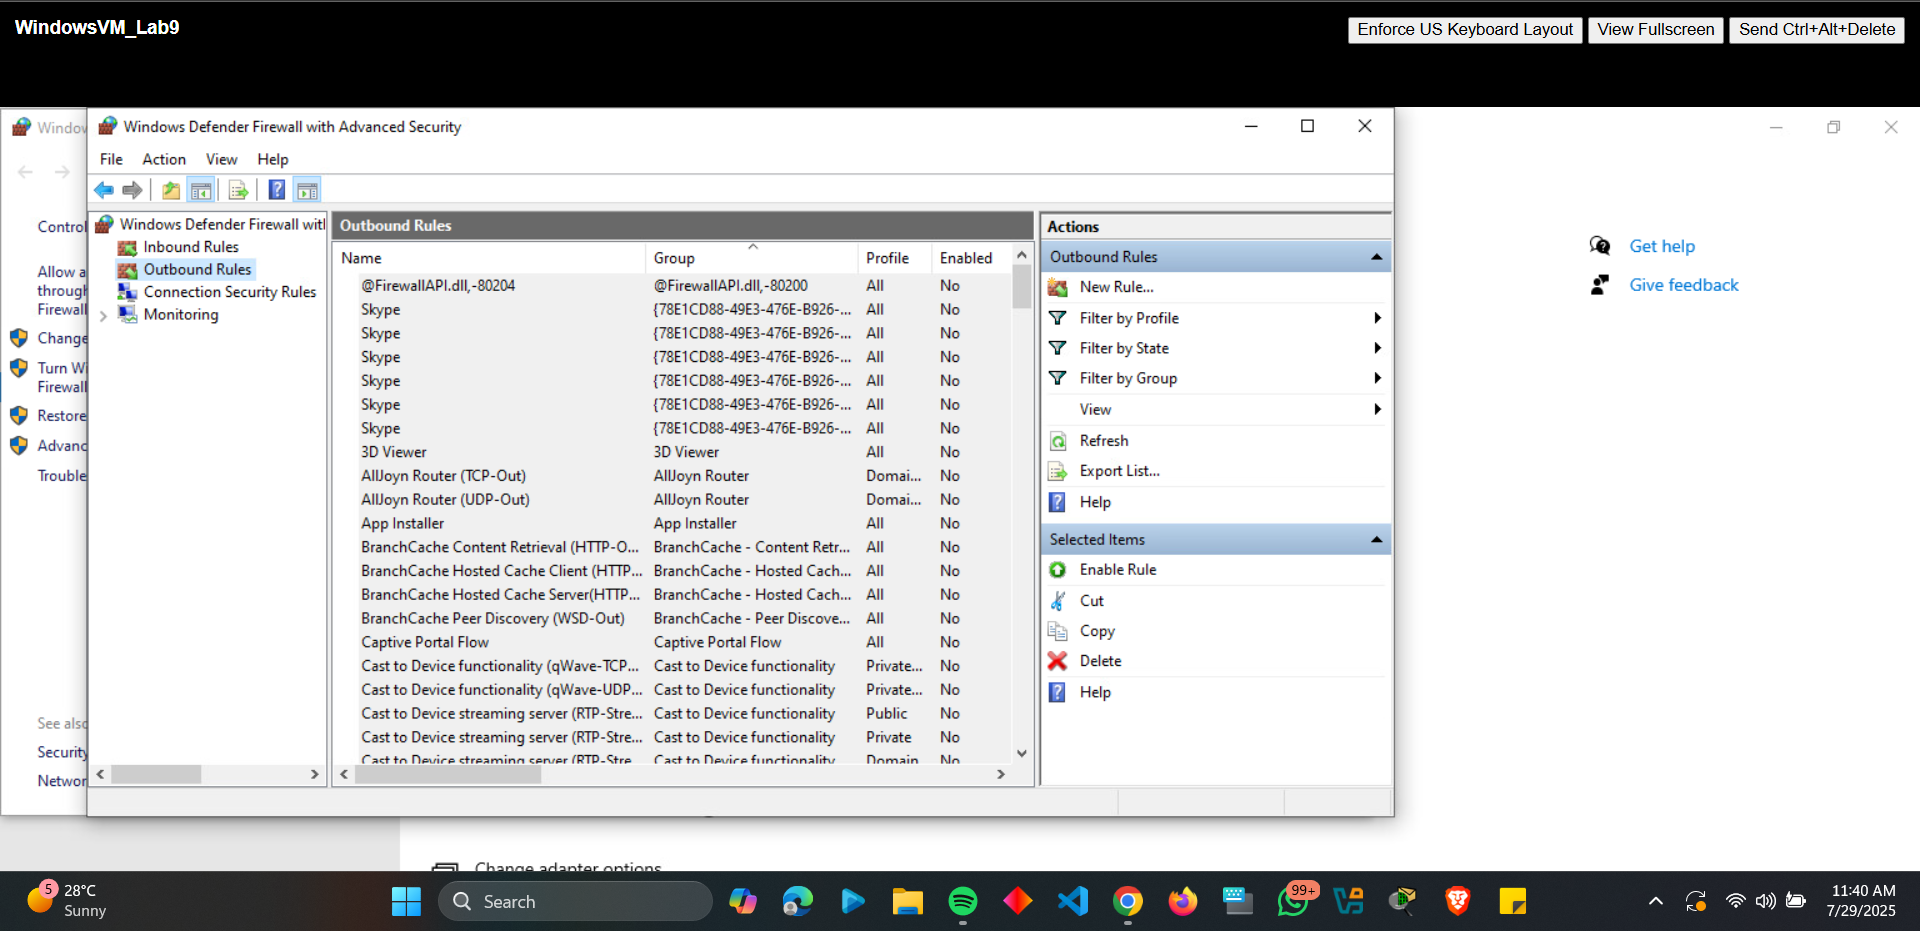 WindowsVM_Lab9
Enforce US Keyboard Layout
View Fullscreen
Send Ctrl+Alt+Delete
Windows Defender Firewall with Advanced Security
File Action View Help
Control
Allow a
through
Firewall
Change
Turn Wi
Firewall
Restore
Advanc
Trouble
See also
Security
Networ
Windows Defender Firewall with
Inbound Rules
Outbound Rules
Connection Security Rules
Monitoring
Outbound Rules
Name Group Profile Enabled
@FirewallAPI.dll,-80204 @FirewallAPI.dll,-80200 All No
Skype {78E1CD88-49E3-476E-B926-... All No
Skype {78E1CD88-49E3-476E-B926-... All No
Skype {78E1CD88-49E3-476E-B926-... All No
Skype {78E1CD88-49E3-476E-B926-... All No
Skype {78E1CD88-49E3-476E-B926-... All No
Skype {78E1CD88-49E3-476E-B926-... All No
3D Viewer 3D Viewer All No
AllJoyn Router (TCP-Out) AllJoyn Router Domai... No
AllJoyn Router (UDP-Out) AllJoyn Router Domai... No
App Installer App Installer All No
BranchCache Content Retrieval (HTTP-O... BranchCache - Content Retr... All No
BranchCache Hosted Cache Client (HTTP... BranchCache - Hosted Cach... All No
BranchCache Hosted Cache Server(HTTP... BranchCache - Hosted Cach... All No
BranchCache Peer Discovery (WSD-Out) BranchCache - Peer Discove... All No
Captive Portal Flow Captive Portal Flow All No
Cast to Device functionality (qWave-TCP... Cast to Device functionality Private... No
Cast to Device functionality (qWave-UDP... Cast to Device functionality Private... No
Cast to Device streaming server (RTP-Stre... Cast to Device functionality Public No
Cast to Device streaming server (RTP-Stre... Cast to Device functionality Private No
Cast to Device streaming server (RTP-Stre Cast to Device functionality Domain No
Actions
Outbound Rules
New Rule...
Filter by Profile
Filter by State
Filter by Group
View
Refresh
Export List...
Help
Selected Items
Enable Rule
Cut
Copy
Delete
Help
Get help
Give feedback
Change adapter options
5
28°C
Sunny
Search
99+
11:40 AM
7/29/2025